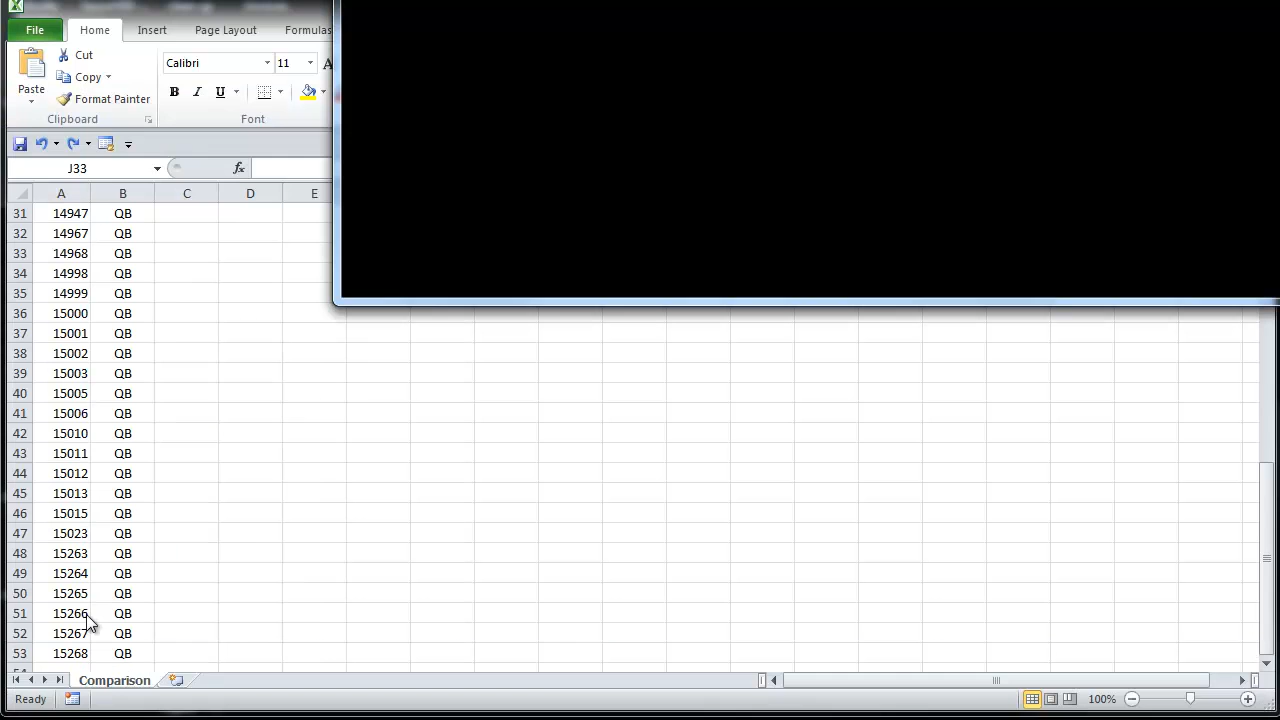 File Home Insert Page Layout Formulas
Cut
Calibri 11 A
Copy
Paste B I U
Format Painter
Clipboard Font
J33 fx
A B C D E
31 14947 QB
32 14967 QB
33 14968 QB
34 14998 QB
35 14999 QB
36 15000 QB
37 15001 QB
38 15002 QB
39 15003 QB
40 15005 QB
41 15006 QB
42 15010 QB
43 15011 QB
44 15012 QB
45 15013 QB
46 15015 QB
47 15023 QB
48 15263 QB
49 15264 QB
50 15265 QB
51 15266 QB
52 15267 QB
53 15268 QB
Comparison
Ready 100%